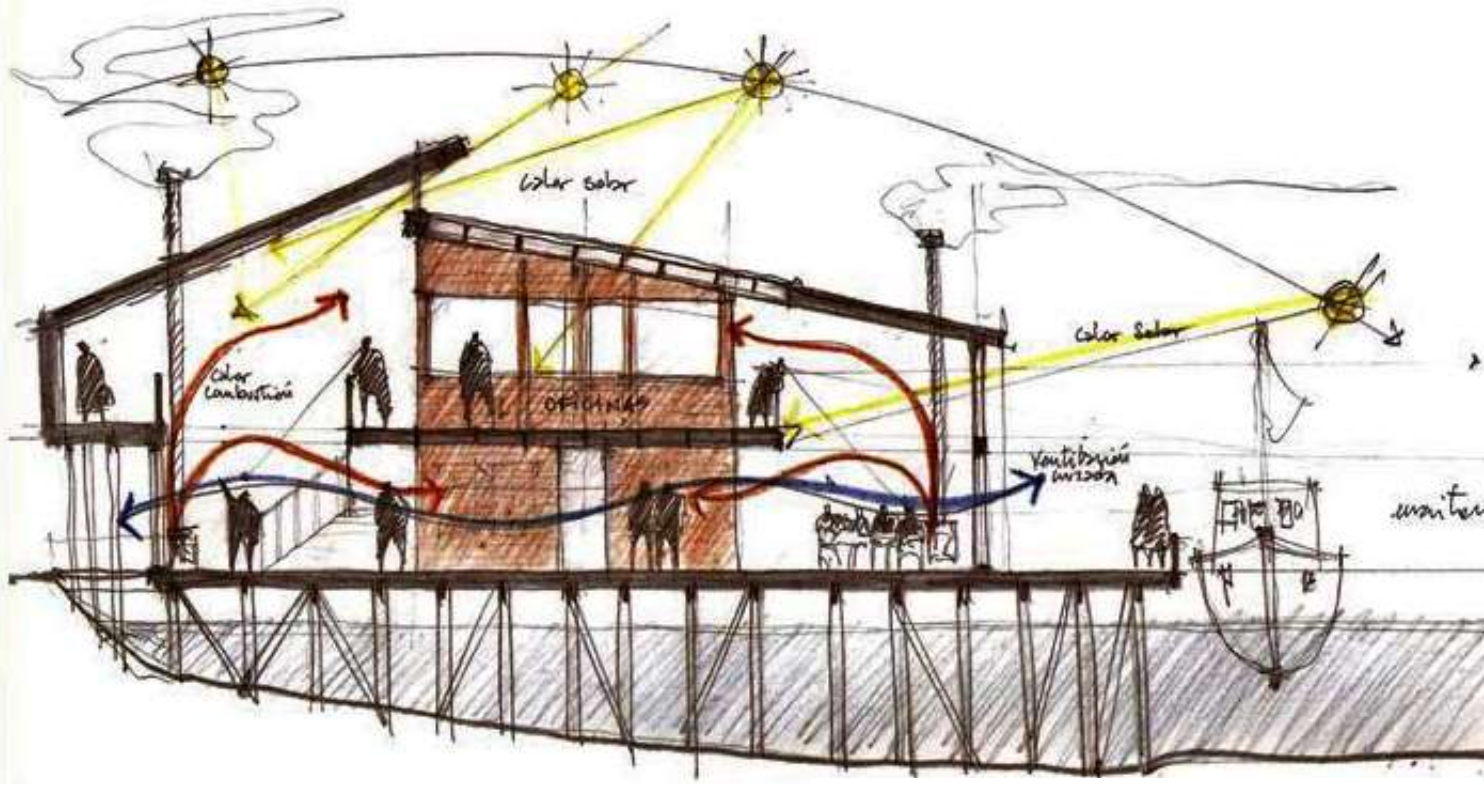 calor solar
calor solar
calor
combustión
OFICINAS
ventilación
cruzada